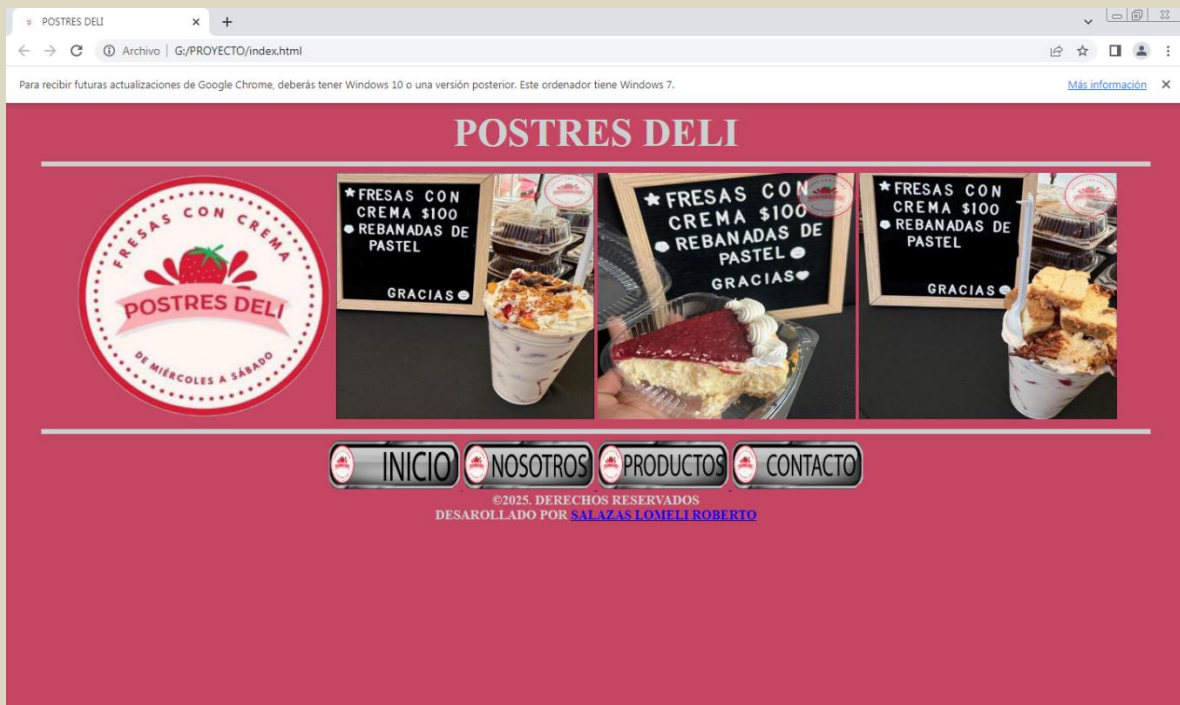 POSTRES DELI
Archivo
G:/PROYECTO/index.html
Para recibir futuras actualizaciones de Google Chrome, deberás tener Windows 10 o una versión posterior. Este ordenador tiene Windows 7.
Más información
POSTRES DELI
FRESAS CON CREMA
POSTRES DELI
DE MIÉRCOLES A SÁBADO
FRESAS CON
CREMA $100
REBANADAS DE
PASTEL
GRACIAS
FRESAS CON
CREMA $100
REBANADAS DE
PASTEL
GRACIAS
FRESAS CON
CREMA $100
REBANADAS DE
PASTEL
GRACIAS
INICIO
NOSOTROS
PRODUCTOS
CONTACTO
©2025. DERECHOS RESERVADOS
DESAROLLADO POR SALAZAS LOMELI ROBERTO